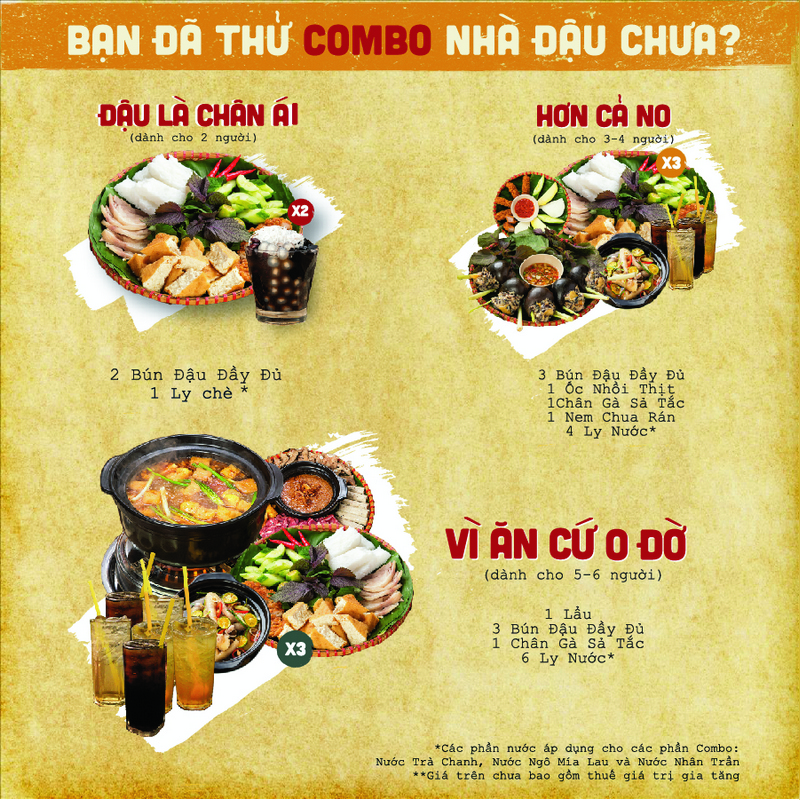 BẠN ĐÃ THỬ COMBO NHÀ ĐẬU CHƯA?
ĐẬU LÀ CHÂN ÁI
(dành cho 2 người)
X2
2 Bún Đậu Đầy Đủ
1 Ly chè *
HƠN CẢ NO
(dành cho 3-4 người)
X3
3 Bún Đậu Đầy Đủ
1 Ốc Nhồi Thịt
1Chân Gà Sả Tắc
1 Nem Chua Rán
4 Ly Nước*
X3
VÌ ĂN CỨ O ĐỜ
(dành cho 5-6 người)
1 Lẩu
3 Bún Đậu Đầy Đủ
1 Chân Gà Sả Tắc
6 Ly Nước*
*Các phần nước áp dụng cho các phần Combo:
Nước Trà Chanh, Nước Ngô Mía Lau và Nước Nhân Trần
**Giá trên chưa bao gồm thuế giá trị gia tăng